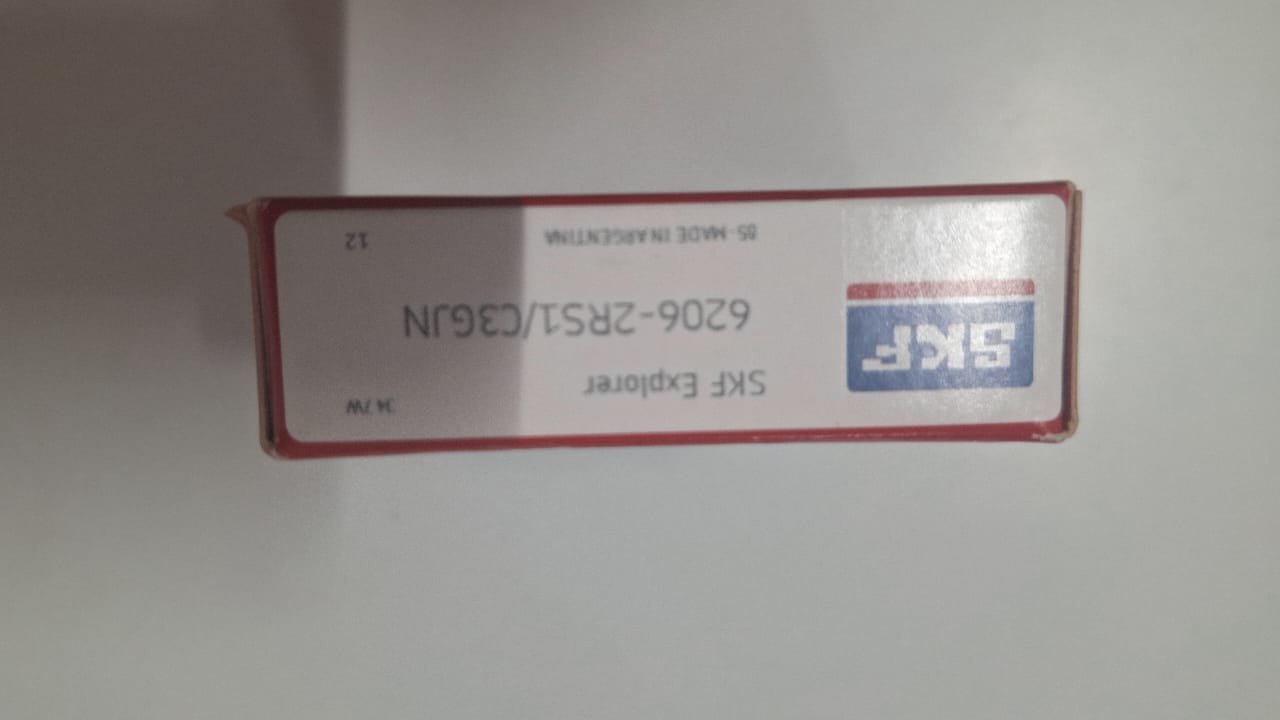 SKF
SKF Explorer
6206-2RS1/C3GJN
85-MADE IN ARGENTINA
12